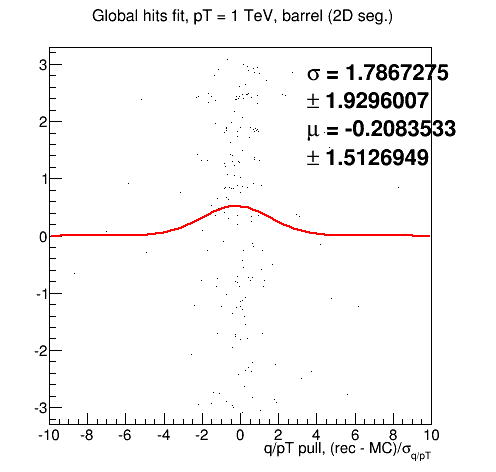 Global hits fit, pT = 1 TeV, barrel (2D seg.)
σ = 1.7867275
± 1.9296007
μ = -0.2083533
± 1.5126949
3
2
1
0
-1
-2
-3
-10 -8 -6 -4 -2 0 2 4 6 8 10
q/pT pull, (rec - MC)/σq/pT